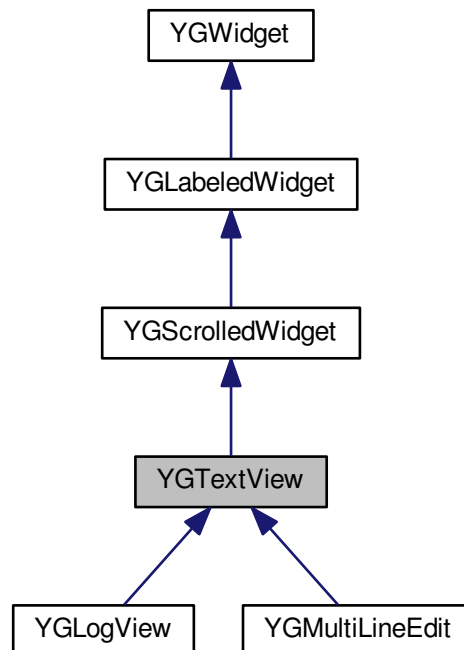 YGWidget
YGLabeledWidget
YGScrolledWidget
YGTextView
YGLogView
YGMultiLineEdit